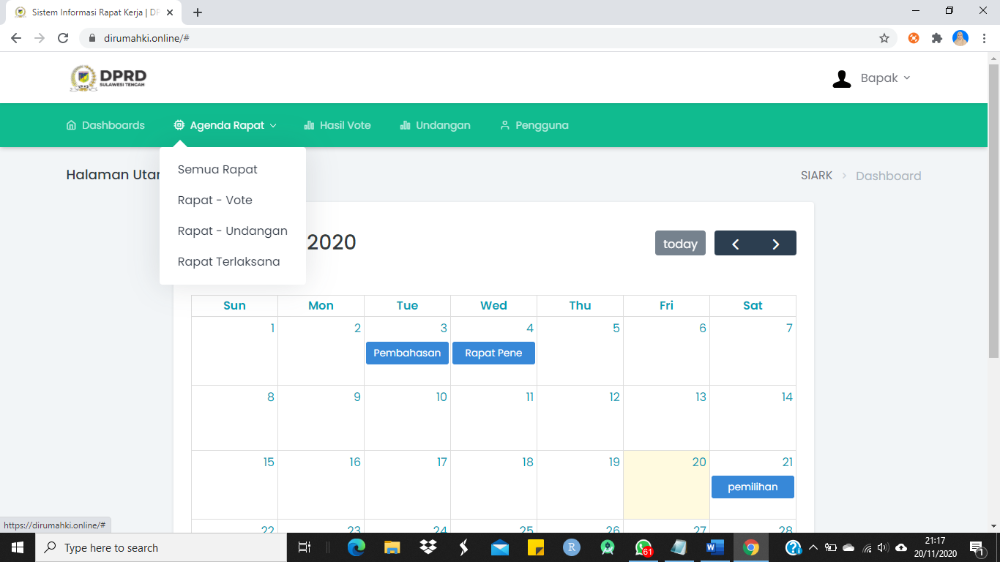 Sistem Informasi Rapat Kerja | DP
dirumahki.online/#
DPRD
SULAWESI TENGAH
Bapak
Dashboards Agenda Rapat Hasil Vote Undangan Pengguna
Semua Rapat
Rapat - Vote
Rapat - Undangan
Rapat Terlaksana
Halaman Utar
SIARK > Dashboard
2020
today
Sun Mon Tue Wed Thu Fri Sat
1 2 3 4 5 6 7
Pembahasan Rapat Pene
8 9 10 11 12 13 14
15 16 17 18 19 20 21
pemilihan
22 23 24 25 26 27 28
https://dirumahki.online/#
Type here to search
R
61
W
21:17
20/11/2020
1